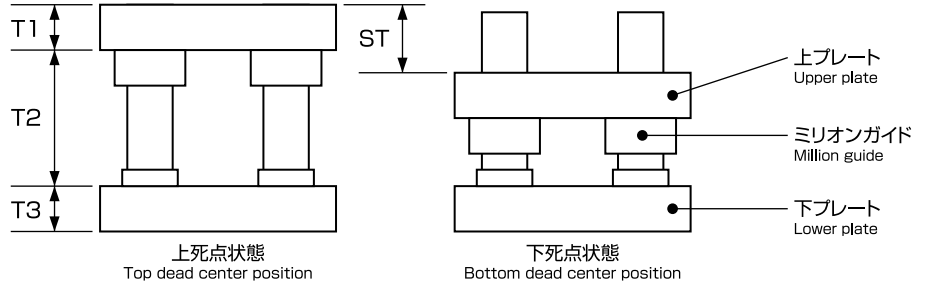 T1
T2
T3
ST
上プレート
Upper plate
ミリオンガイド
Million guide
下プレート
Lower plate
上死点状態
Top dead center position
下死点状態
Bottom dead center position